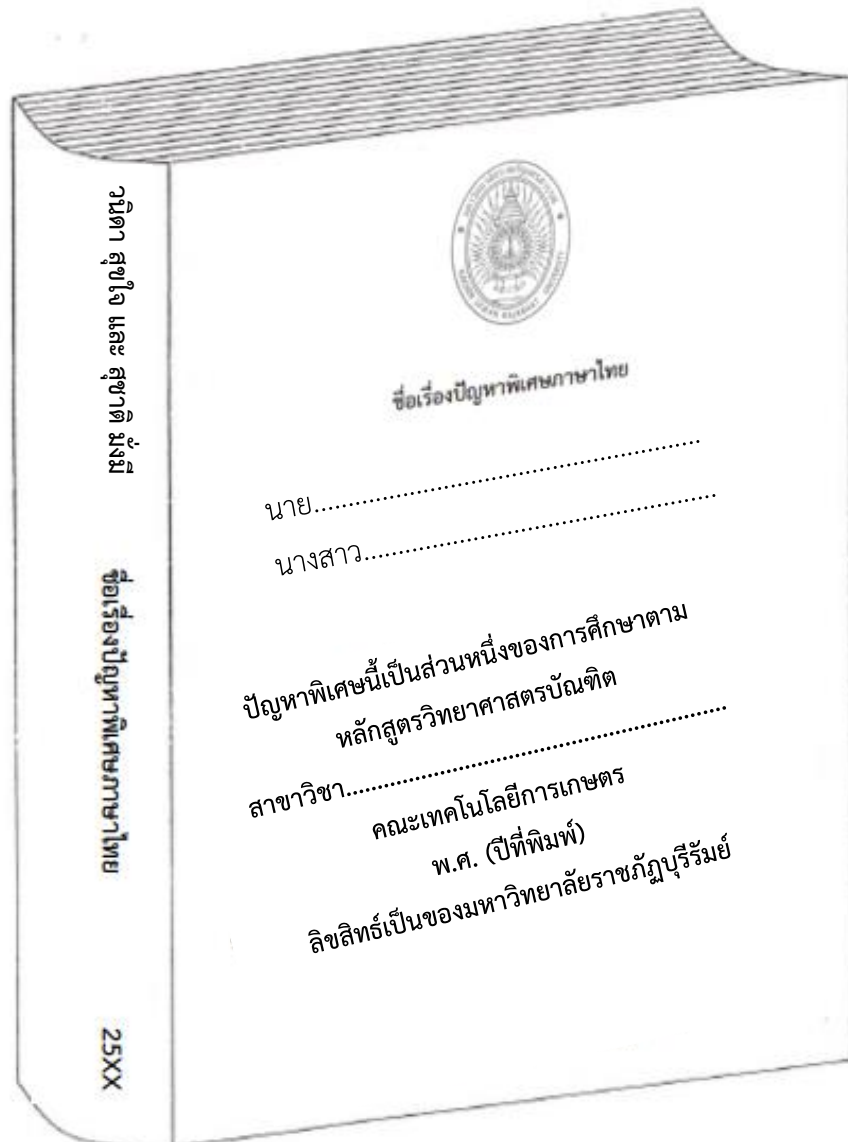 วนิดา สุขใจ และ สุชาติ มั่งมี
ชื่อเรื่องปัญหาพิเศษภาษาไทย
25XX
ชื่อเรื่องปัญหาพิเศษภาษาไทย
นาย..................................................
นางสาว..................................................
ปัญหาพิเศษนี้เป็นส่วนหนึ่งของการศึกษาตาม
หลักสูตรวิทยาศาสตรบัณฑิต
สาขาวิชา..................................................
คณะเทคโนโลยีการเกษตร
พ.ศ. (ปีที่พิมพ์)
ลิขสิทธ์เป็นของมหาวิทยาลัยราชภัฏบุรีรัมย์